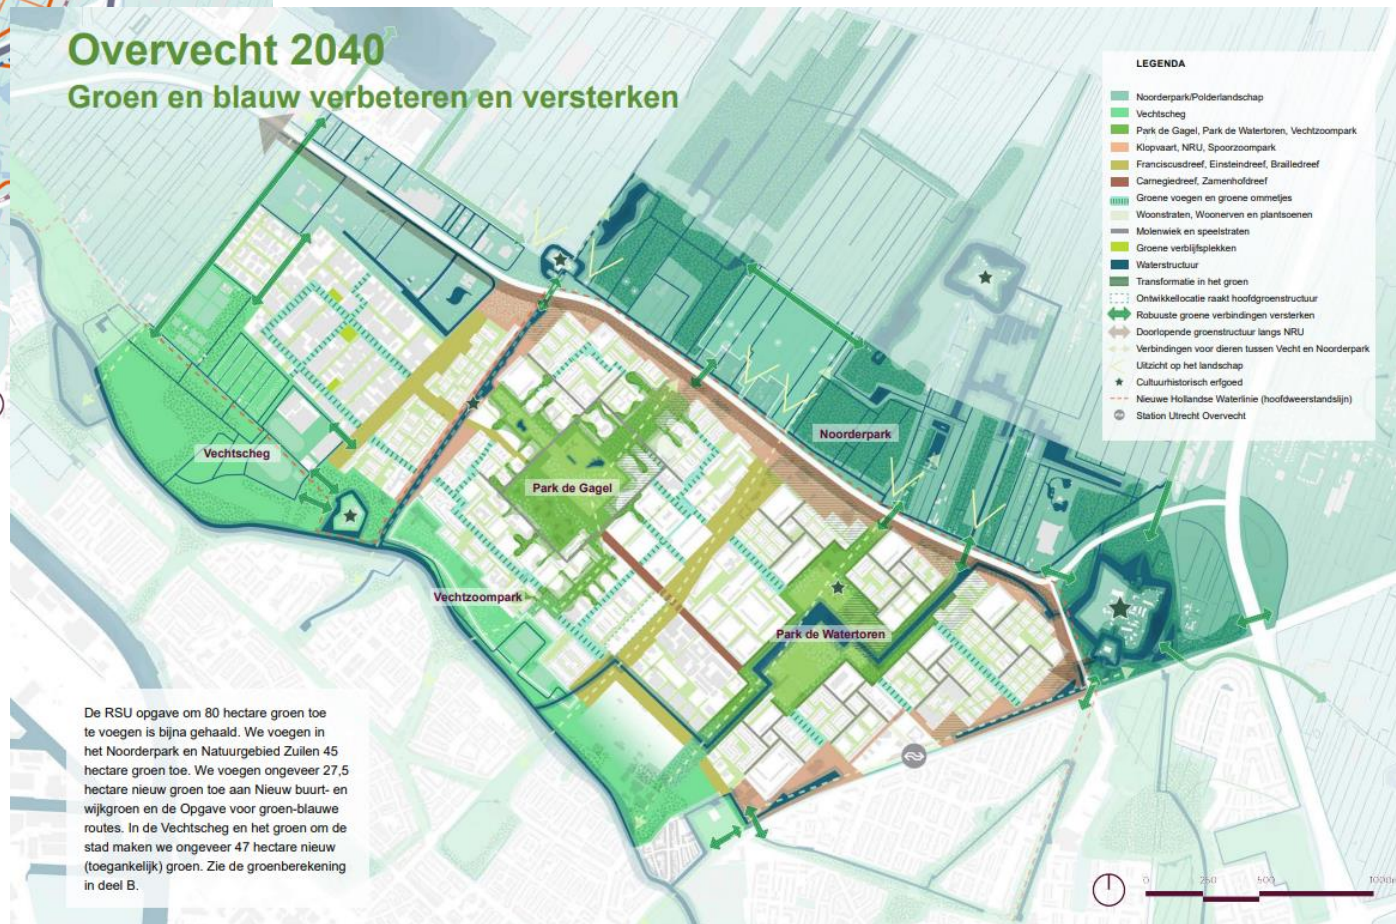 Overvecht 2040
Groen en blauw verbeteren en versterken
LEGENDA
Noorderpark/Polderlandschap
Vechtscheg
Park de Gagel, Park de Watertoren, Vechtzoompark
Klopvaart, NRU, Spoorzoompark
Franciscusdreef, Einsteindreef, Brailledreef
Carnegiedreef, Zamenhofdreef
Groene voegen en groene ommetjes
Woonstraten, Woonerven en plantsoenen
Molenwiek en speelstraten
Groene verblijfsplekken
Waterstructuur
Transformatie in het groen
Ontwikkellocatie raakt hoofdgroenstructuur
Robuuste groene verbindingen versterken
Doorlopende groenstructuur langs NRU
Verbindingen voor dieren tussen Vecht en Noorderpark
Uitzicht op het landschap
Cultuurhistorisch erfgoed
Nieuwe Hollandse Waterlinie (hoofdweerstandslijn)
Station Utrecht Overvecht
Noorderpark
Vechtscheg
Park de Gagel
Vechtzoompark
Park de Watertoren
De RSU opgave om 80 hectare groen toe
te voegen is bijna gehaald. We voegen in
het Noorderpark en Natuurgebied Zuilen 45
hectare groen toe. We voegen ongeveer 27,5
hectare nieuw groen toe aan Nieuw buurt- en
wijkgroen en de Opgave voor groen-blauwe
routes. In de Vechtscheg en het groen om de
stad maken we ongeveer 47 hectare nieuw
(toegankelijk) groen. Zie de groenberekening
in deel B.
0 250 500 1000m